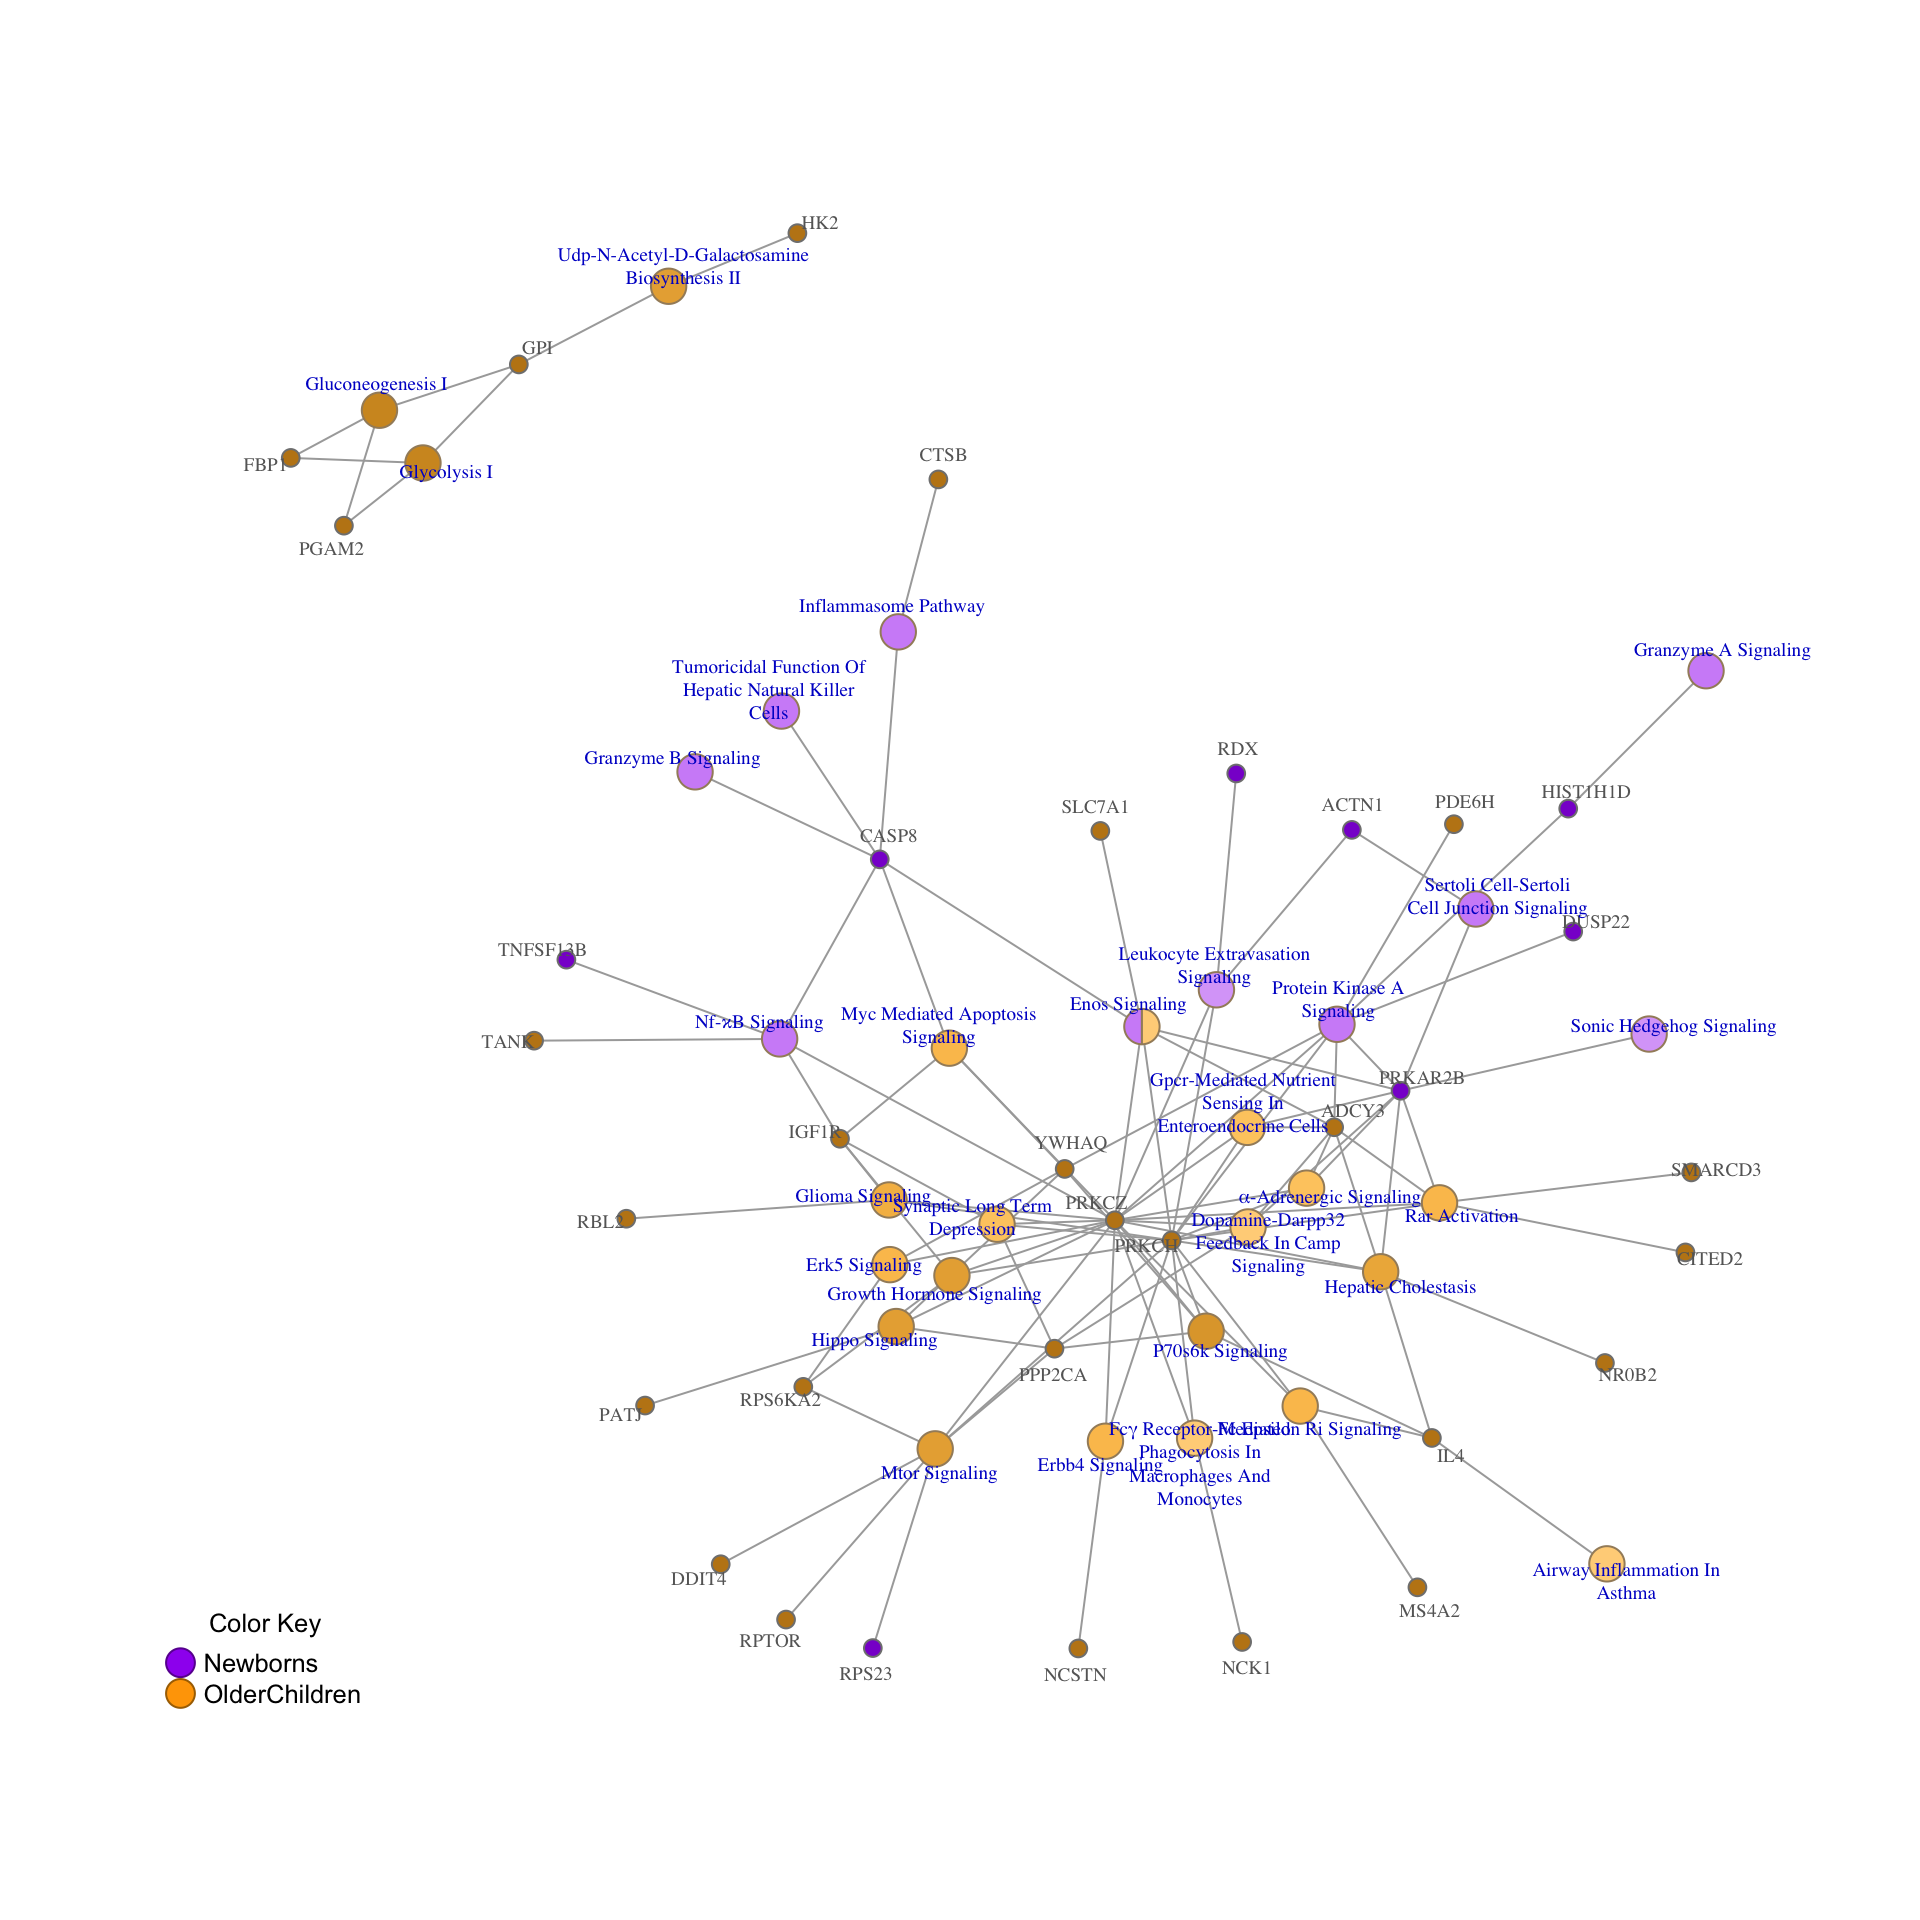 HK2
Udp-N-Acetyl-D-Galactosamine
Biosynthesis II
GPI
Gluconeogenesis I
FBP1
Glycolysis I
PGAM2
CTSB
Inflammasome Pathway
Tumoricidal Function Of
Hepatic Natural Killer
Cells
Granzyme A Signaling
Granzyme B Signaling
RDX
SLC7A1
ACTN1
PDE6H
HIST1H1D
CASP8
Sertoli Cell-Sertoli
Cell Junction Signaling
DUSP22
TNFSF13B
Leukocyte Extravasation
Signaling
Enos Signaling
Protein Kinase A
Signaling
Nf-ϰB Signaling
Myc Mediated Apoptosis
Signaling
Sonic Hedgehog Signaling
TANK
Gpcr-Mediated Nutrient
Sensing In
Enteroendocrine Cells
PRKAR2B
ADCY3
IGF1R
YWHAQ
SMARCD3
Glioma Signaling
Synaptic Long Term
Depression
PRKCZ
α-Adrenergic Signaling
Rar Activation
RBL2
PRKCH
Dopamine-Darpp32
Feedback In Camp
Signaling
CITED2
Erk5 Signaling
Growth Hormone Signaling
Hepatic Cholestasis
Hippo Signaling
P70s6k Signaling
PPP2CA
NR0B2
RPS6KA2
PATJ
Fcγ Receptor-Mediated
Phagocytosis In
Macrophages And
Monocytes
Fc Epsilon Ri Signaling
Erbb4 Signaling
IL4
Mtor Signaling
DDIT4
Airway Inflammation In
Asthma
MS4A2
RPTOR
RPS23
NCSTN
NCK1
Color Key
Newborns
OlderChildren